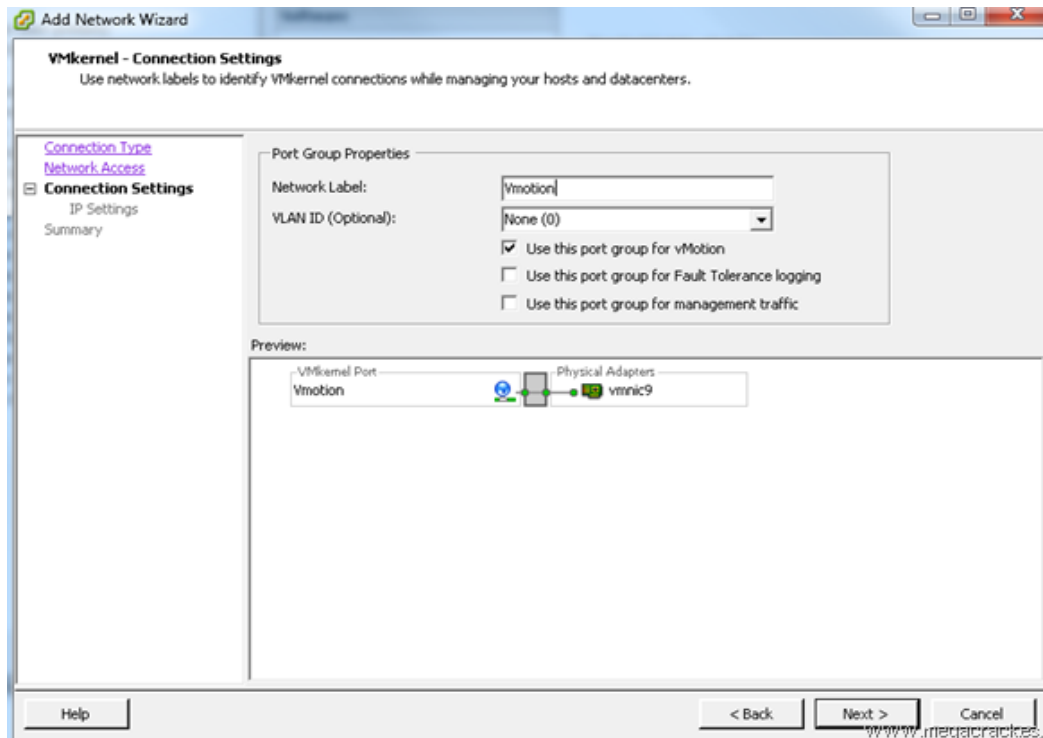 Add Network Wizard
VMkernel - Connection Settings
Use network labels to identify VMkernel connections while managing your hosts and datacenters.
Connection Type
Network Access
Connection Settings
IP Settings
Summary
Port Group Properties
Network Label:
Vmotion
VLAN ID (Optional):
None (0)
Use this port group for vMotion
Use this port group for Fault Tolerance logging
Use this port group for management traffic
Preview:
VMkernel Port
Vmotion
Physical Adapters
vmnic9
Help
< Back
Next >
Cancel
www.megacrack.es